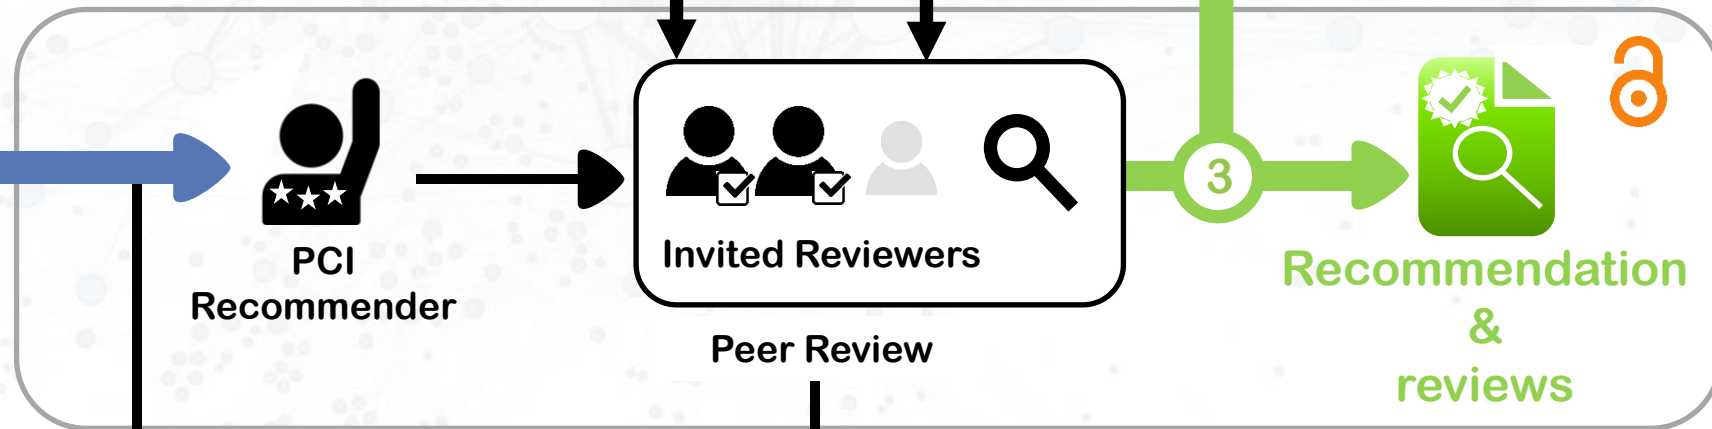 PCI
Recommender
Invited Reviewers
Peer Review
3
Recommendation
&
reviews